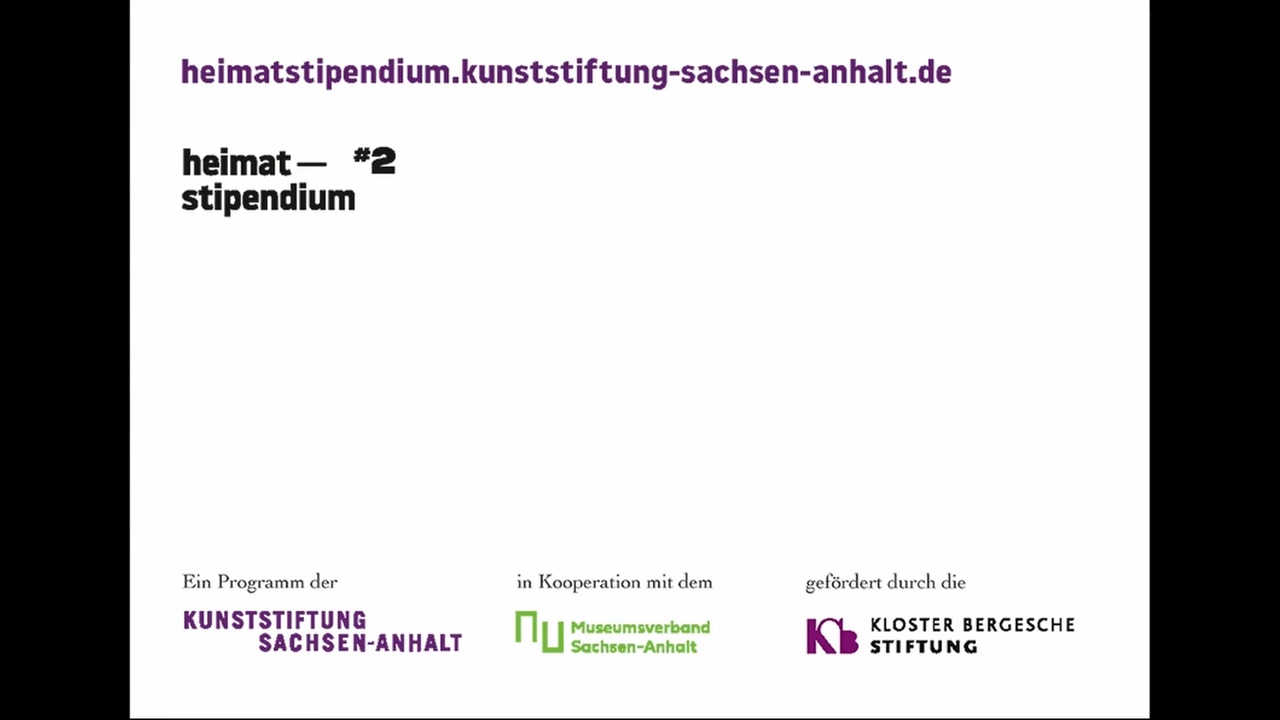 heimatstipendium.kunststiftung-sachsen-anhalt.de
heimat— #2
stipendium
Ein Programm der
KUNSTSTIFTUNG
SACHSEN-ANHALT
in Kooperation mit dem
Museumsverband
Sachsen-Anhalt
gefördert durch die
KB KLOSTER BERGESCHE
STIFTUNG